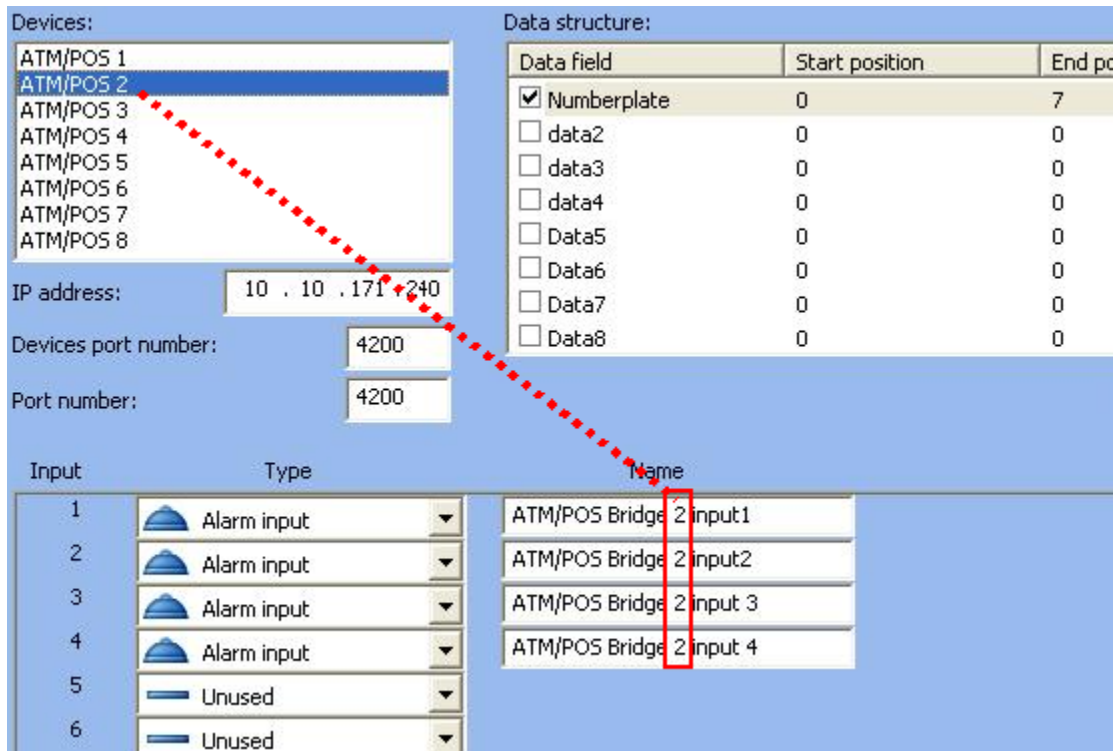 Devices:
ATM/POS 1
ATM/POS 2
ATM/POS 3
ATM/POS 4
ATM/POS 5
ATM/POS 6
ATM/POS 7
ATM/POS 8
IP address: 10 . 10 .171 .240
Devices port number: 4200
Port number: 4200
Data structure:
Data field Start position End po
Numberplate 0 7
data2 0 0
data3 0 0
data4 0 0
Data5 0 0
Data6 0 0
Data7 0 0
Data8 0 0
Input Type Name
1 Alarm input ATM/POS Bridge 2 input1
2 Alarm input ATM/POS Bridge 2 input2
3 Alarm input ATM/POS Bridge 2 input 3
4 Alarm input ATM/POS Bridge 2 input 4
5 Unused
6 Unused